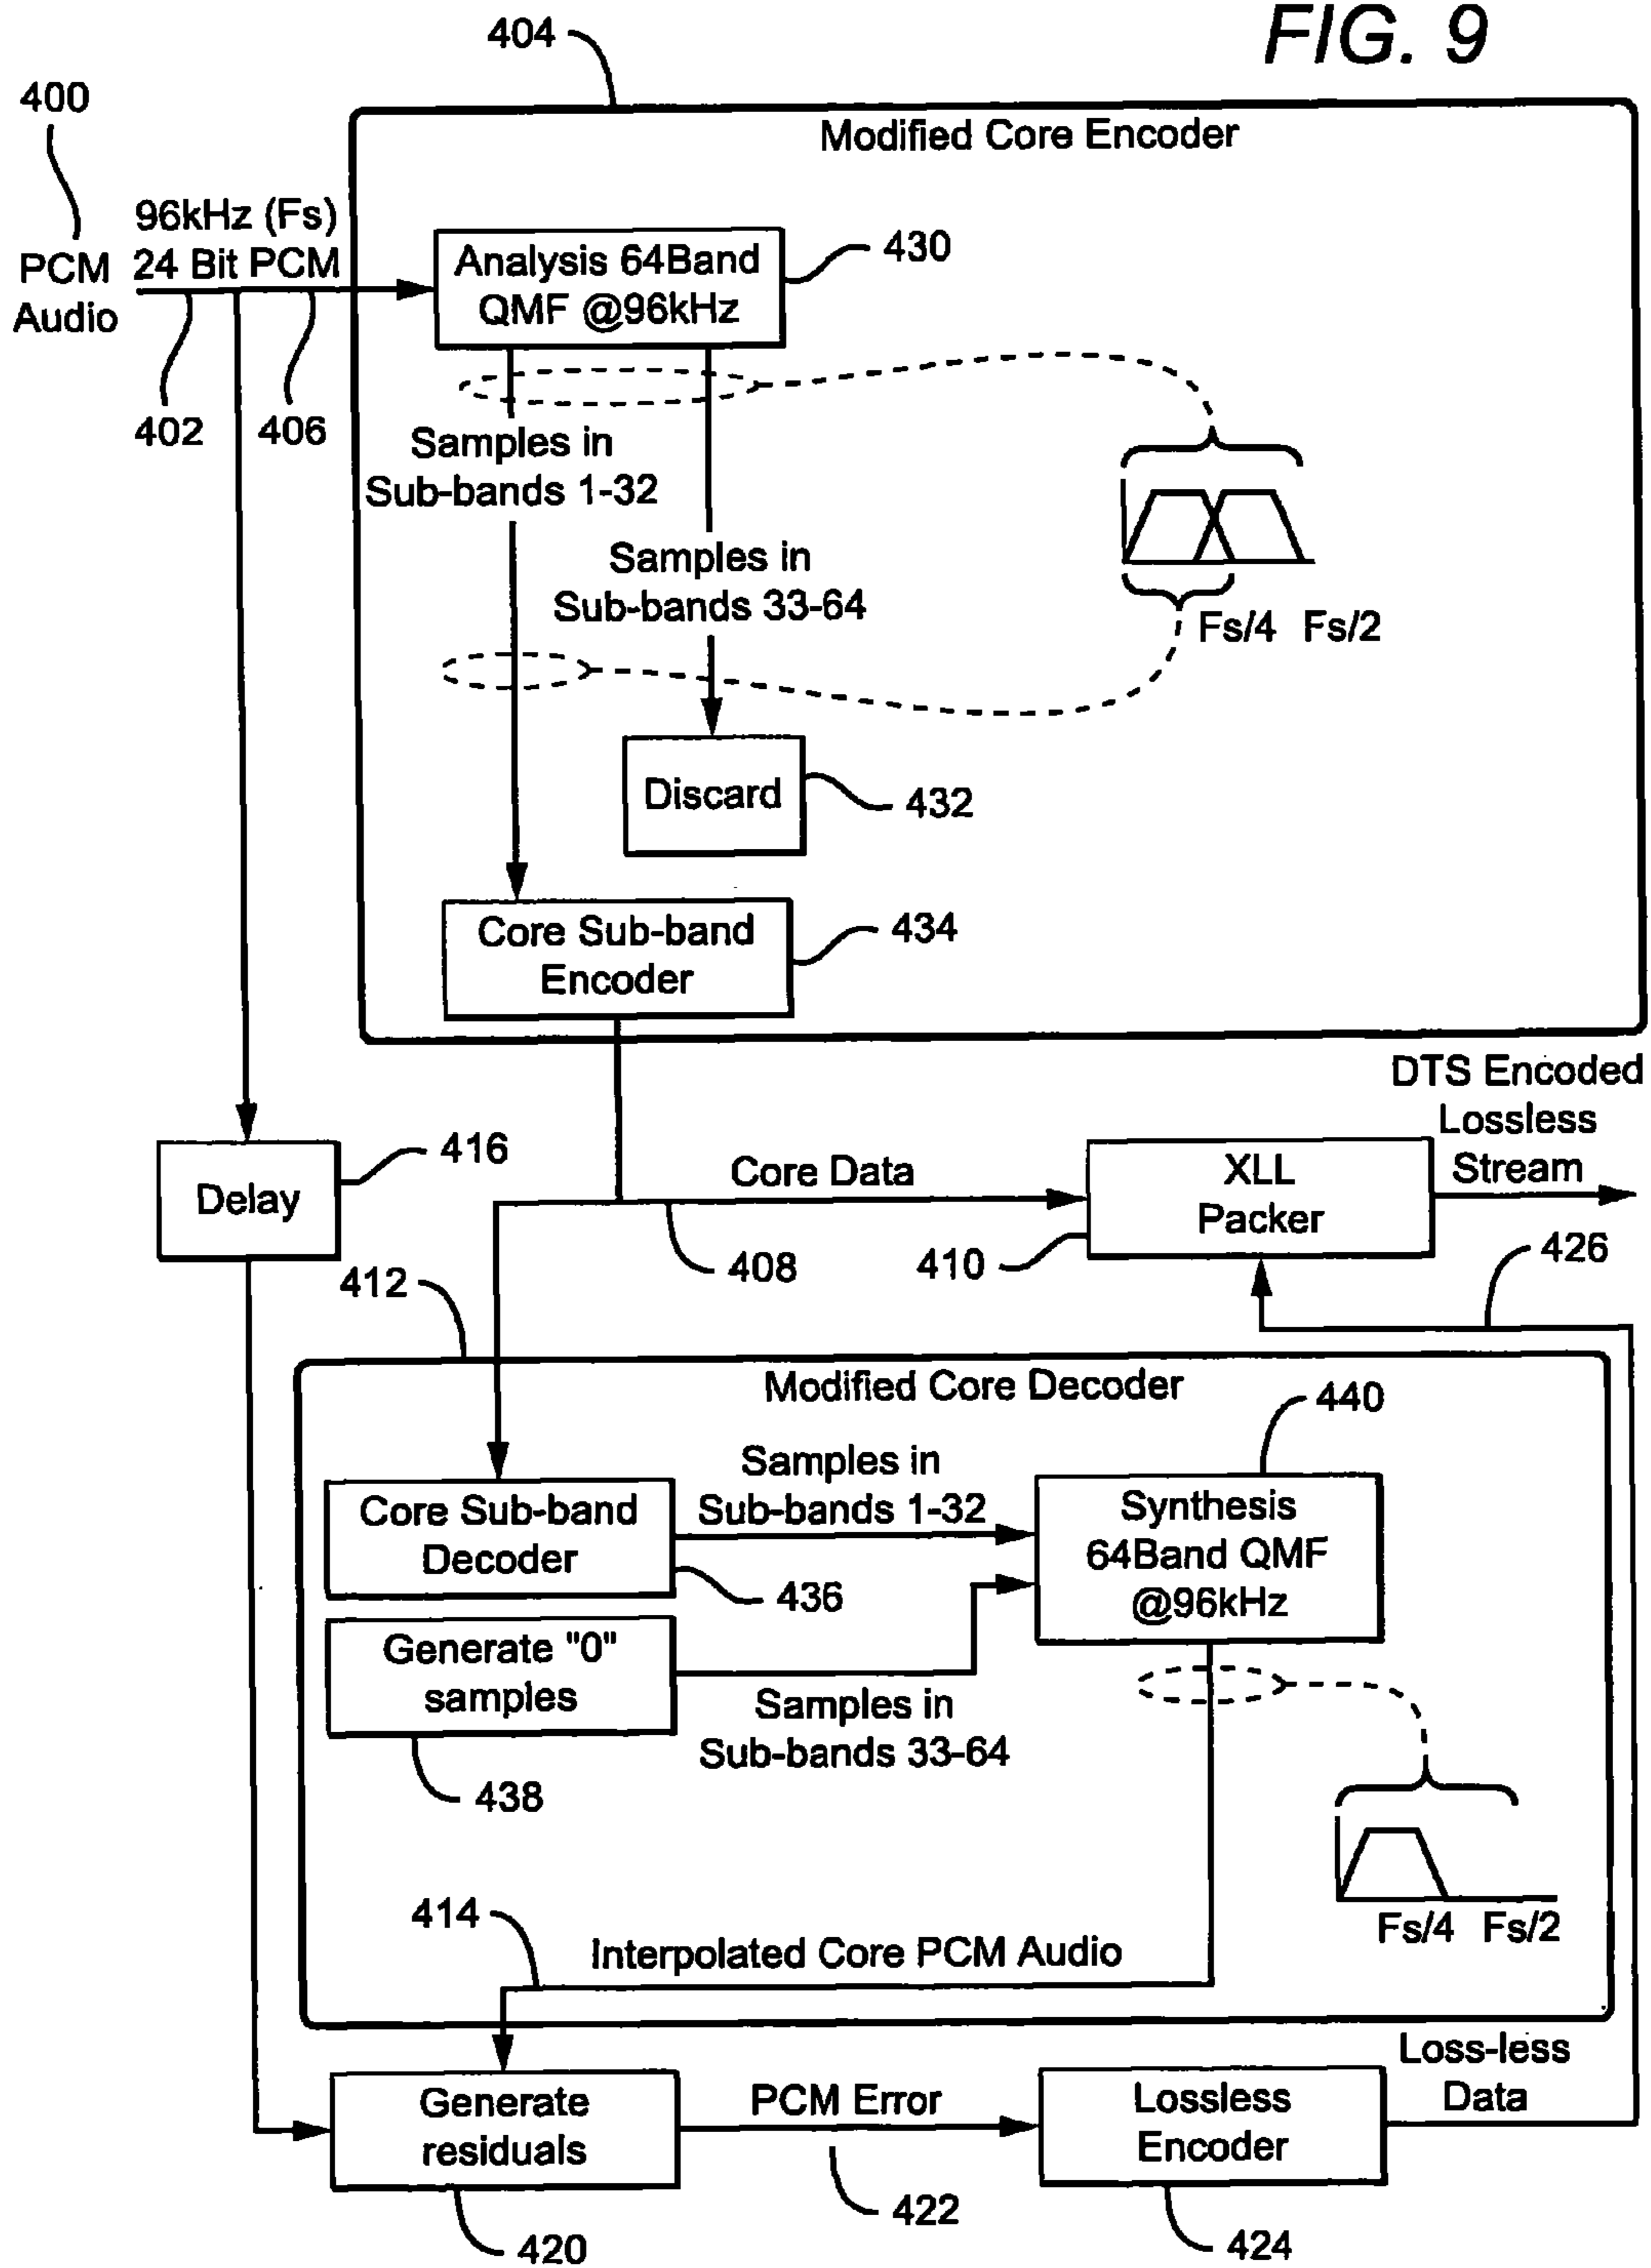 FIG. 9
404
400
Modified Core Encoder
96kHz (Fs)
24 Bit PCM
PCM
Audio
Analysis 64Band
QMF @96kHz
430
402
406
Samples in
Sub-bands 1-32
Samples in
Sub-bands 33-64
Fs/4 Fs/2
Discard
432
Core Sub-band
Encoder
434
DTS Encoded
Lossless
Stream
416
Delay
Core Data
XLL
Packer
408
410
426
412
Modified Core Decoder
440
Samples in
Sub-bands 1-32
Core Sub-band
Decoder
Synthesis
64Band QMF
@96kHz
436
Generate "0"
samples
Samples in
Sub-bands 33-64
438
414
Fs/4 Fs/2
Interpolated Core PCM Audio
Loss-less
Data
Generate
residuals
PCM Error
Lossless
Encoder
422
420
424